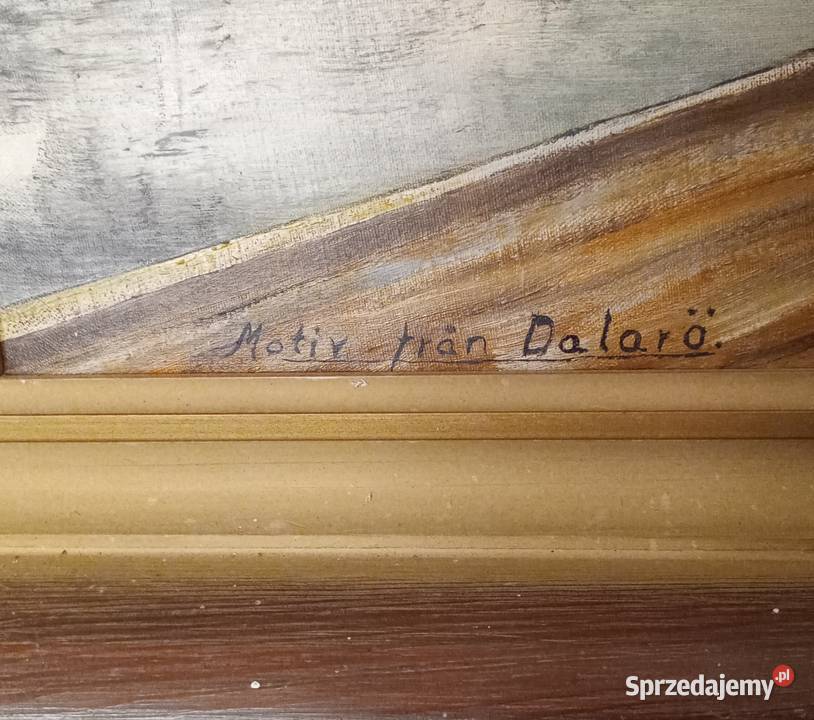 Motiv från Dalarö.
Sprzedajemy.pl